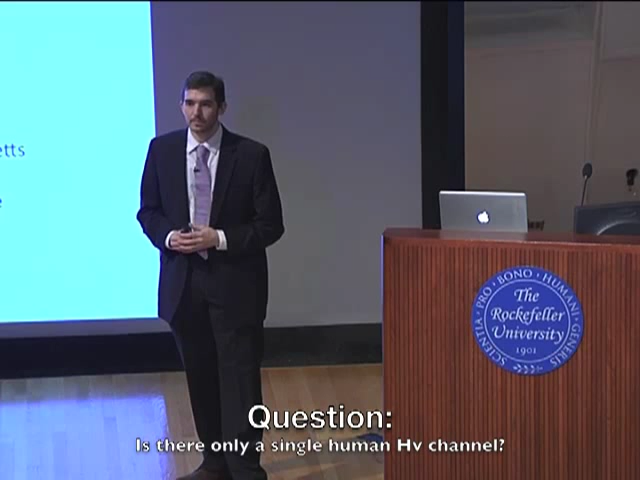 etts
e
SCIENTIA · PRO · BONO · HUMANI · GENERIS
The
Rockefeller
University
1901
Question:
Is there only a single human Hv channel?